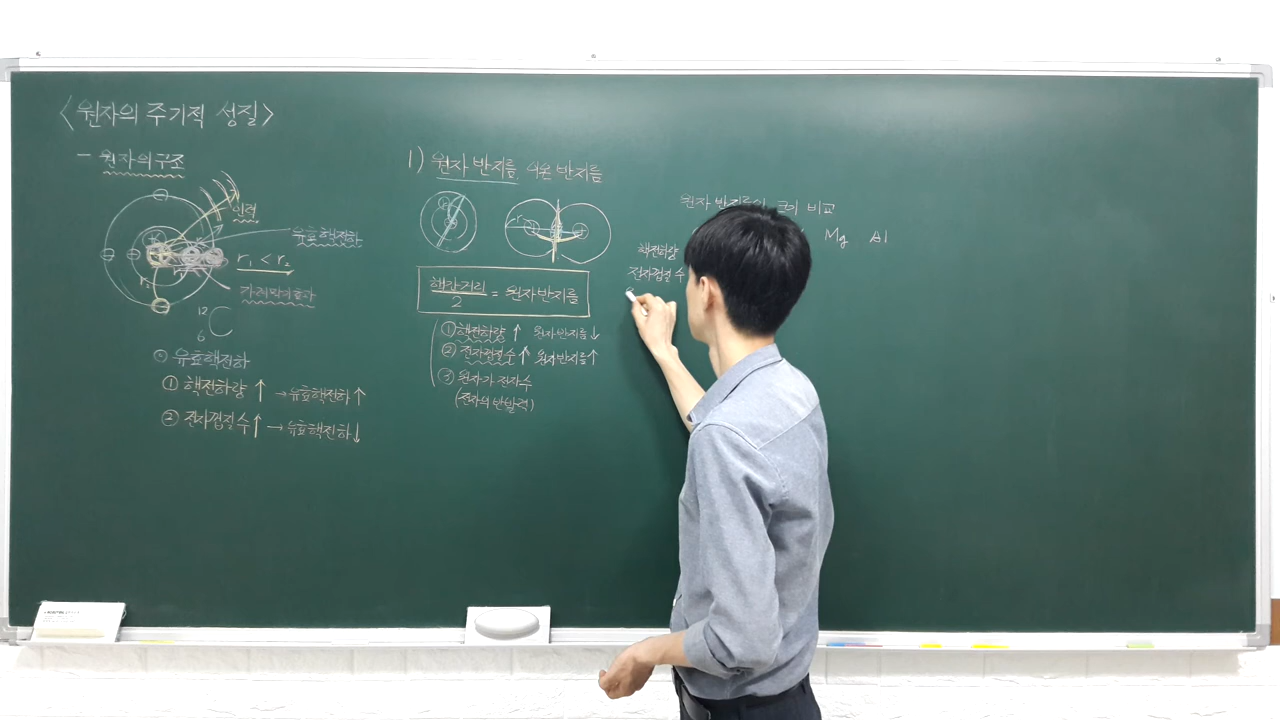 <원자의 주기적 성질>
- 원자의 구조
인력
유효핵전하
r₁ < r₂
가려막기효과
12
C
6
◎ 유효핵전하
① 핵전하량 ↑ → 유효핵전하 ↑
② 전자껍질수 ↑ → 유효핵전하 ↓
1) 원자 반지름, 이온 반지름
r
핵간거리
2
= 원자반지름
① 핵전하량 ↑ 원자반지름 ↓
② 전자껍질수 ↑ 원자반지름 ↑
③ 원자가 전자수
(전자의 반발력)
원자 반지름의 크기 비교
Mg Al
핵전하량
전자껍질 수